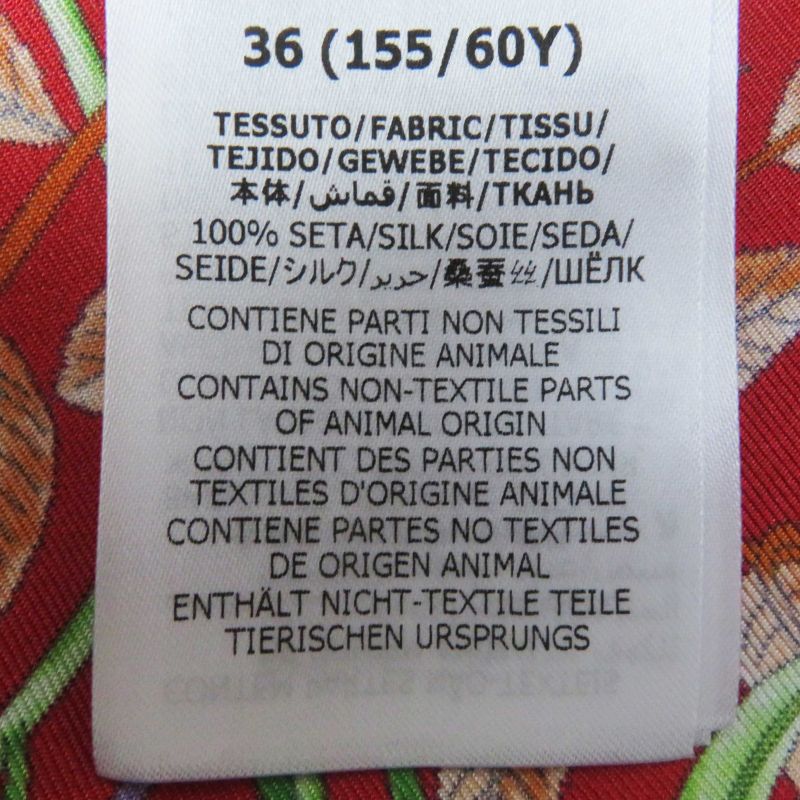 36 (155/60Y)
TESSUTO/FABRIC/TISSU/
TEJIDO/GEWEBE/TECIDO/
本体/قماش/面料/ТКАНЬ
100% SETA/SILK/SOIE/SEDA/
SEIDE/シルク/حرير/桑蚕丝/ШЁЛК
CONTIENE PARTI NON TESSILI
DI ORIGINE ANIMALE
CONTAINS NON-TEXTILE PARTS
OF ANIMAL ORIGIN
CONTIENT DES PARTIES NON
TEXTILES D'ORIGINE ANIMALE
CONTIENE PARTES NO TEXTILES
DE ORIGEN ANIMAL
ENTHÄLT NICHT-TEXTILE TEILE
TIERISCHEN URSPRUNGS